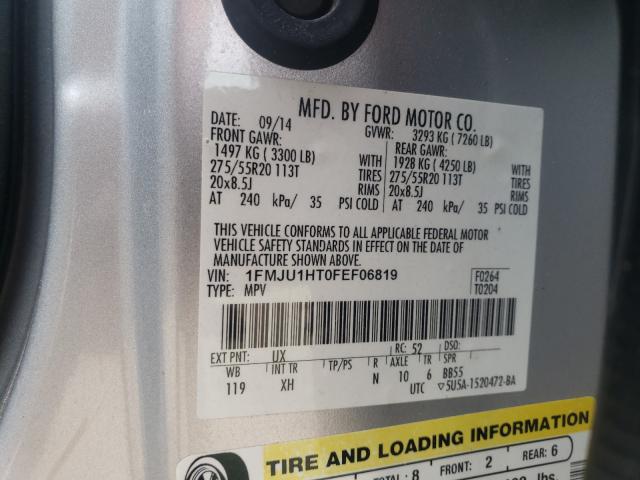 MFD. BY FORD MOTOR CO.
DATE: 09/14 GVWR: 3293 KG (7260 LB)
FRONT GAWR: REAR GAWR:
1497 KG (3300 LB) WITH 1928 KG (4250 LB) WITH
275/55R20 113T TIRES 275/55R20 113T TIRES
20x8.5J RIMS 20x8.5J RIMS
AT 240 kPa/ 35 PSI COLD AT 240 kPa/ 35 PSI COLD
THIS VEHICLE CONFORMS TO ALL APPLICABLE FEDERAL MOTOR
VEHICLE SAFETY STANDARDS IN EFFECT ON THE DATE OF
MANUFACTURE SHOWN ABOVE.
VIN: 1FMJU1HT0FEF06819 F0264
TYPE: MPV T0204
EXT PNT: UX RC: 52 DSO:
WB INT TR TP/PS R AXLE TR SPR
119 XH N 10 6 BB55
UTC ▽5U5A-1520472-BA
TIRE AND LOADING INFORMATION
TOTAL: 8 FRONT: 2 REAR: 6
lbs.